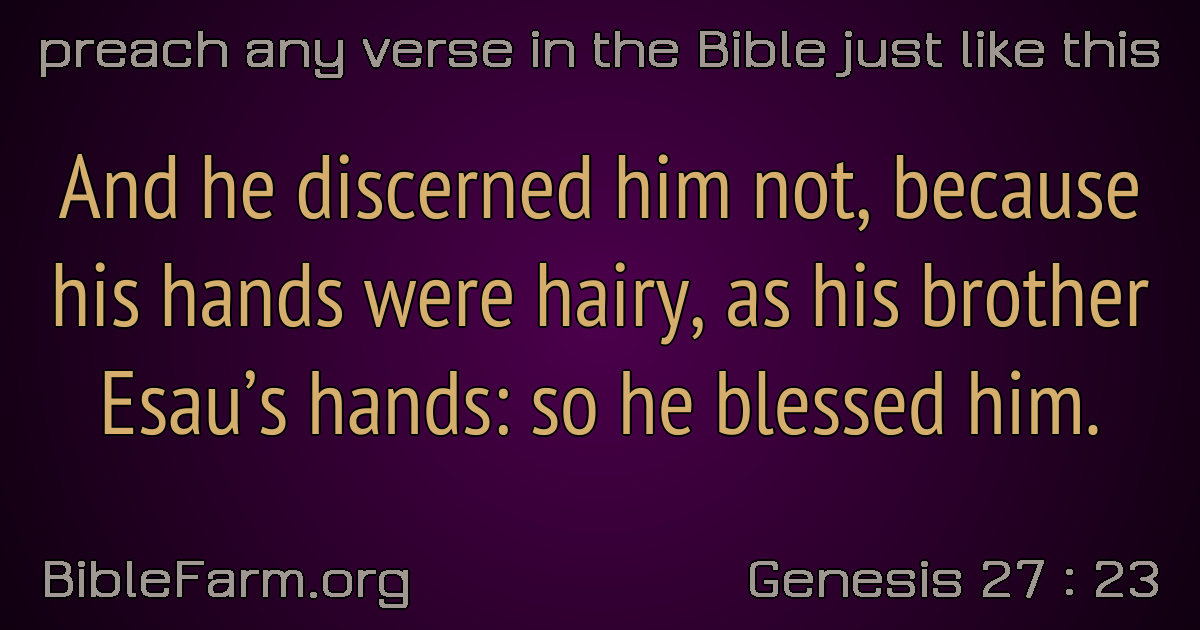 preach any verse in the Bible just like this
And he discerned him not, because
his hands were hairy, as his brother
Esau’s hands: so he blessed him.
BibleFarm.org
Genesis 27 : 23